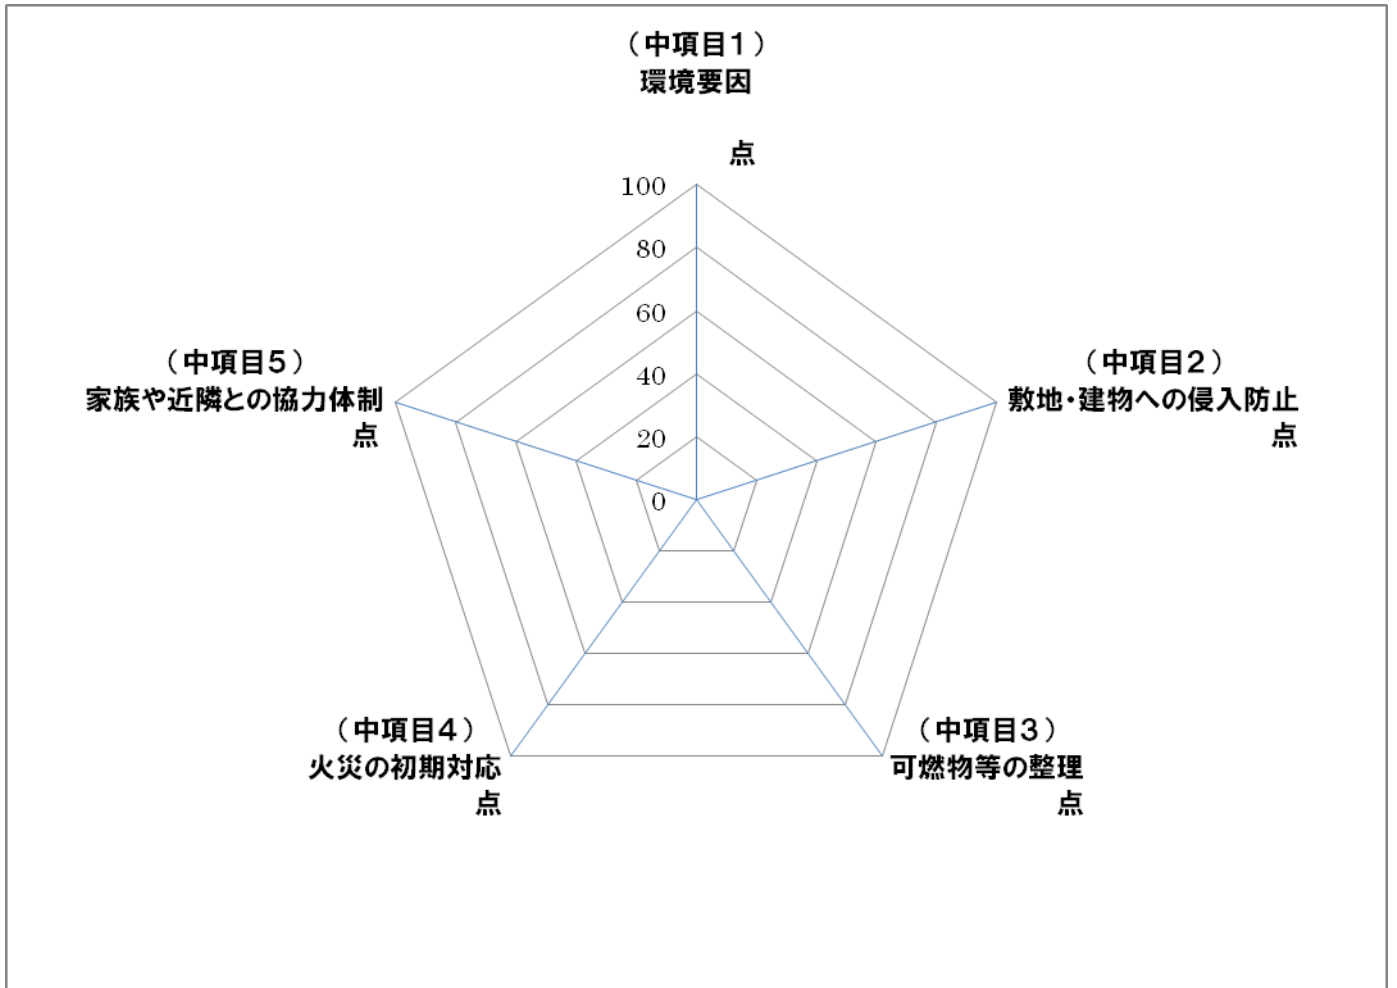 （中項目１）
環境要因
点
100
80
60
40
20
0
（中項目２）
敷地・建物への侵入防止
点
（中項目３）
可燃物等の整理
点
（中項目４）
火災の初期対応
点
（中項目５）
家族や近隣との協力体制
点